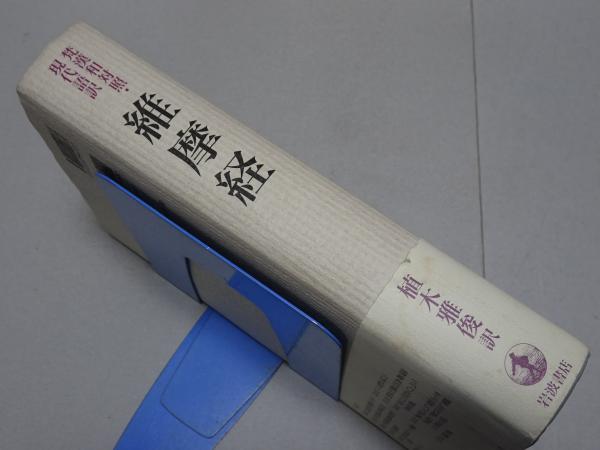 梵漢和対照・
現代語訳
維摩経
植木雅俊訳
岩波書店